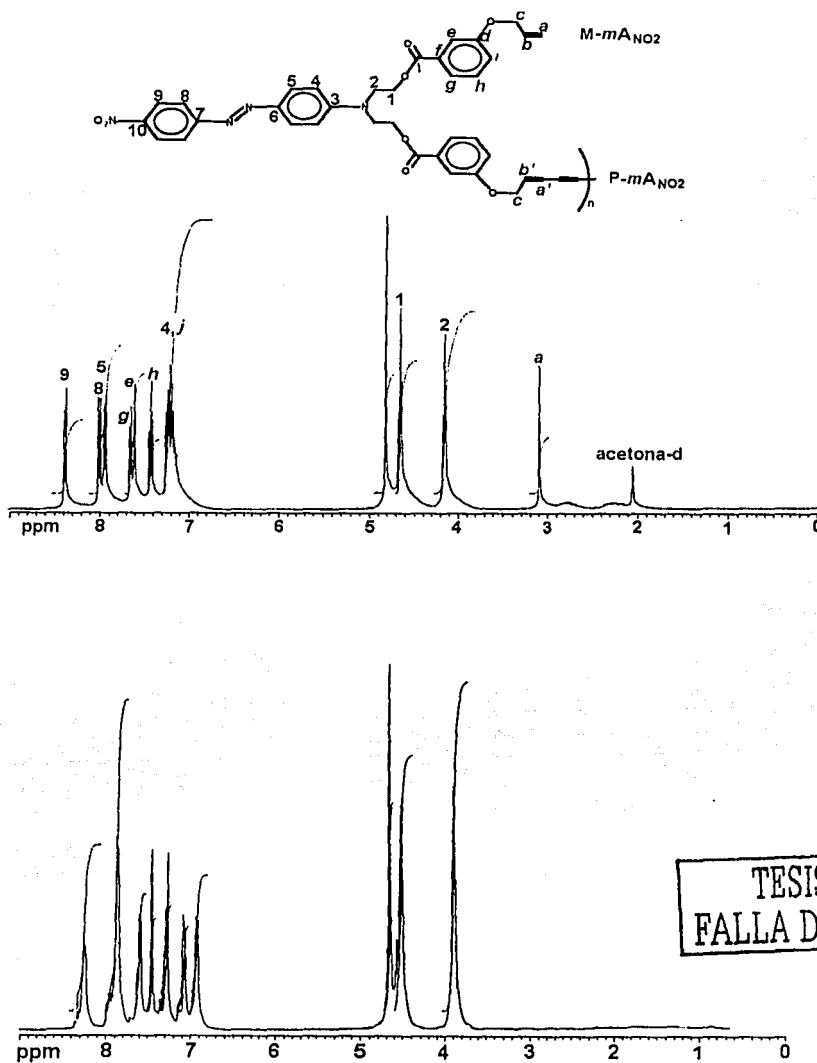 c
a
O
e
d
b
M-mA_NO2
O
f
i
g
h
2
O
1
5
4
9
8
3
N
N
7
6
N
O₂N
10
O
O
b'
a'
O
c
n
P-mA_NO2
1
4, j
2
9
5
8
e
h
g
a
acetona-d
ppm 8 7 6 5 4 3 2 1 0
TESIS
FALLA D
ppm 8 7 6 5 4 3 2 1 0